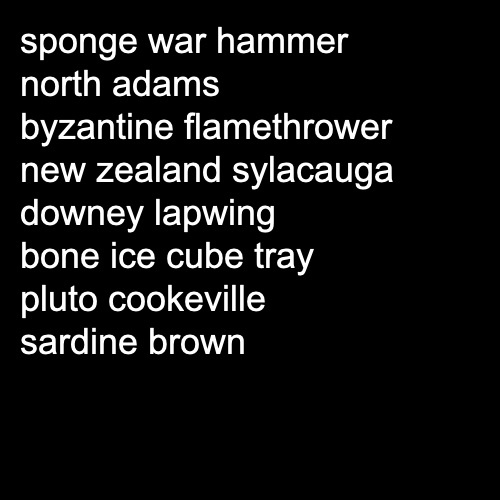 sponge war hammer
north adams
byzantine flamethrower
new zealand sylacauga
downey lapwing
bone ice cube tray
pluto cookeville
sardine brown